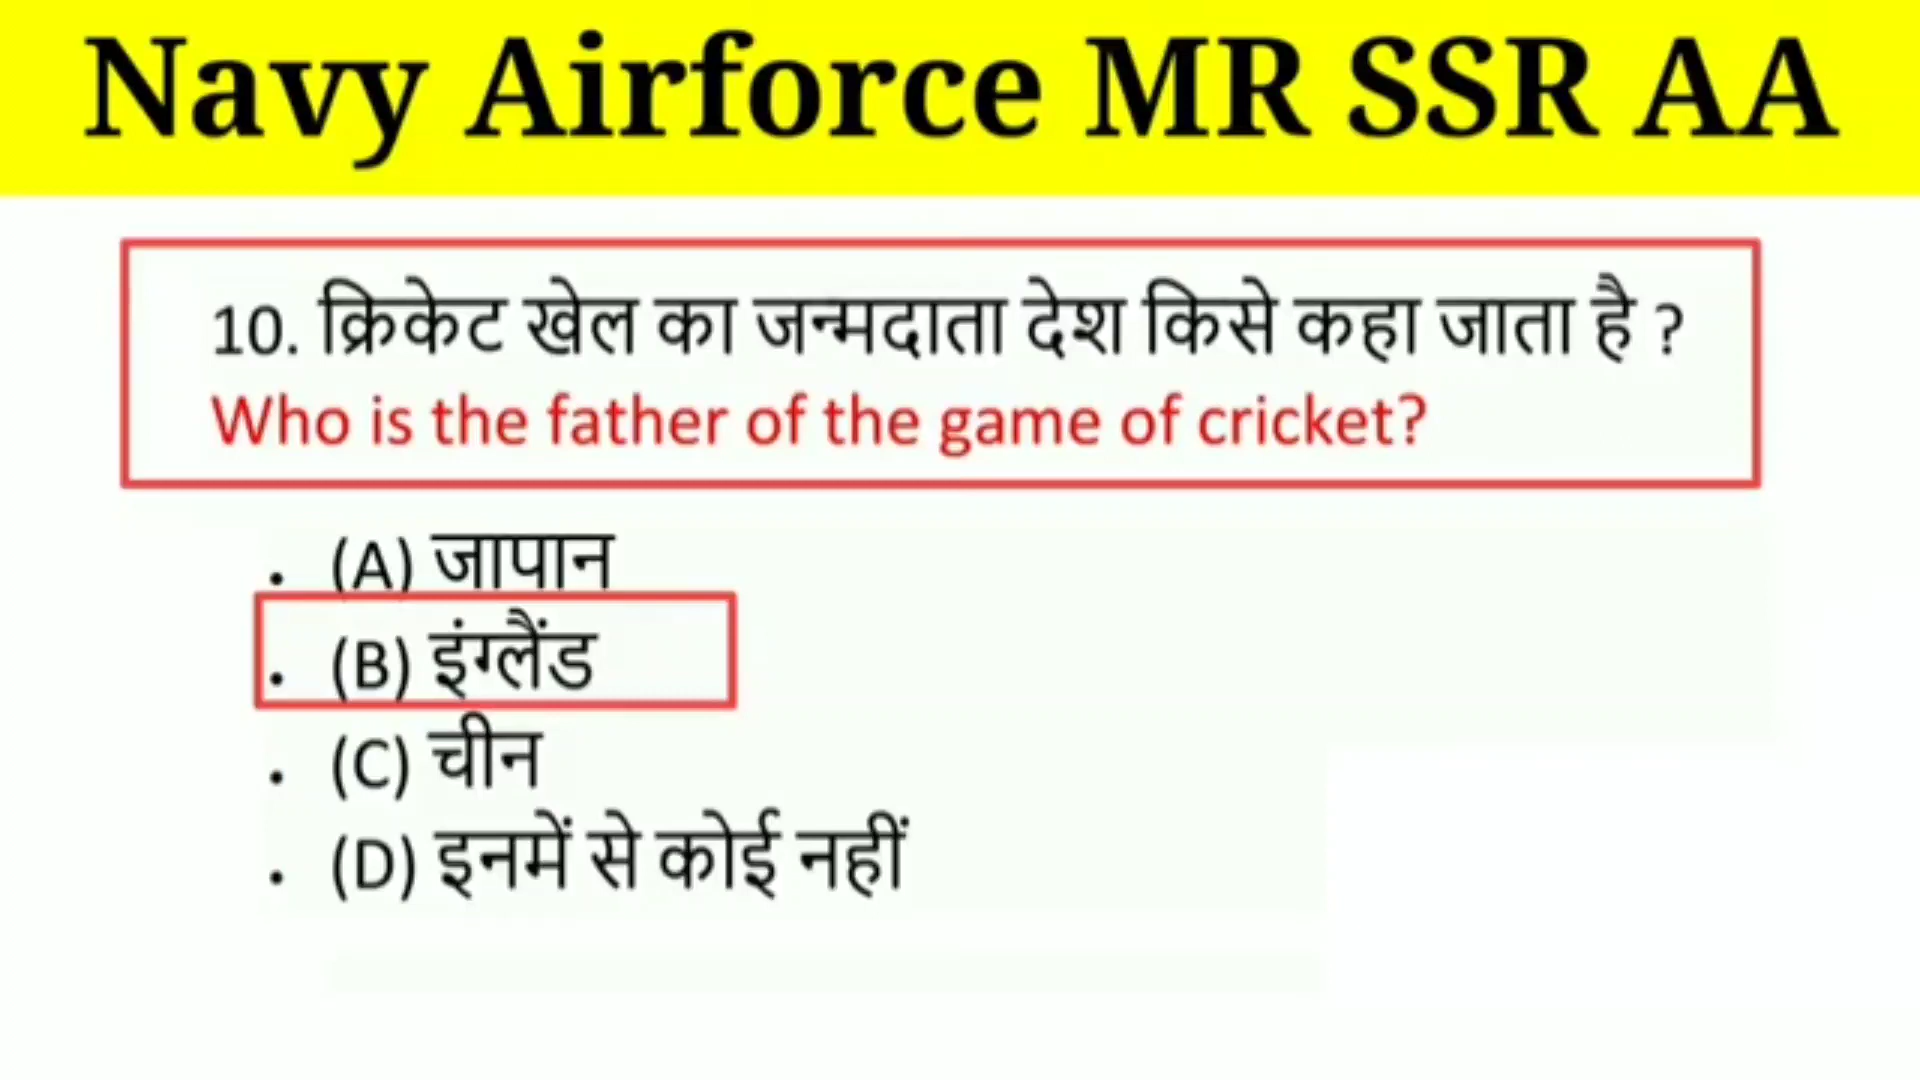 Navy Airforce MR SSR AA
10. क्रिकेट खेल का जन्मदाता देश किसे कहा जाता है ?
Who is the father of the game of cricket?
. (A) जापान
. (B) इंग्लैंड
. (C) चीन
. (D) इनमें से कोई नहीं